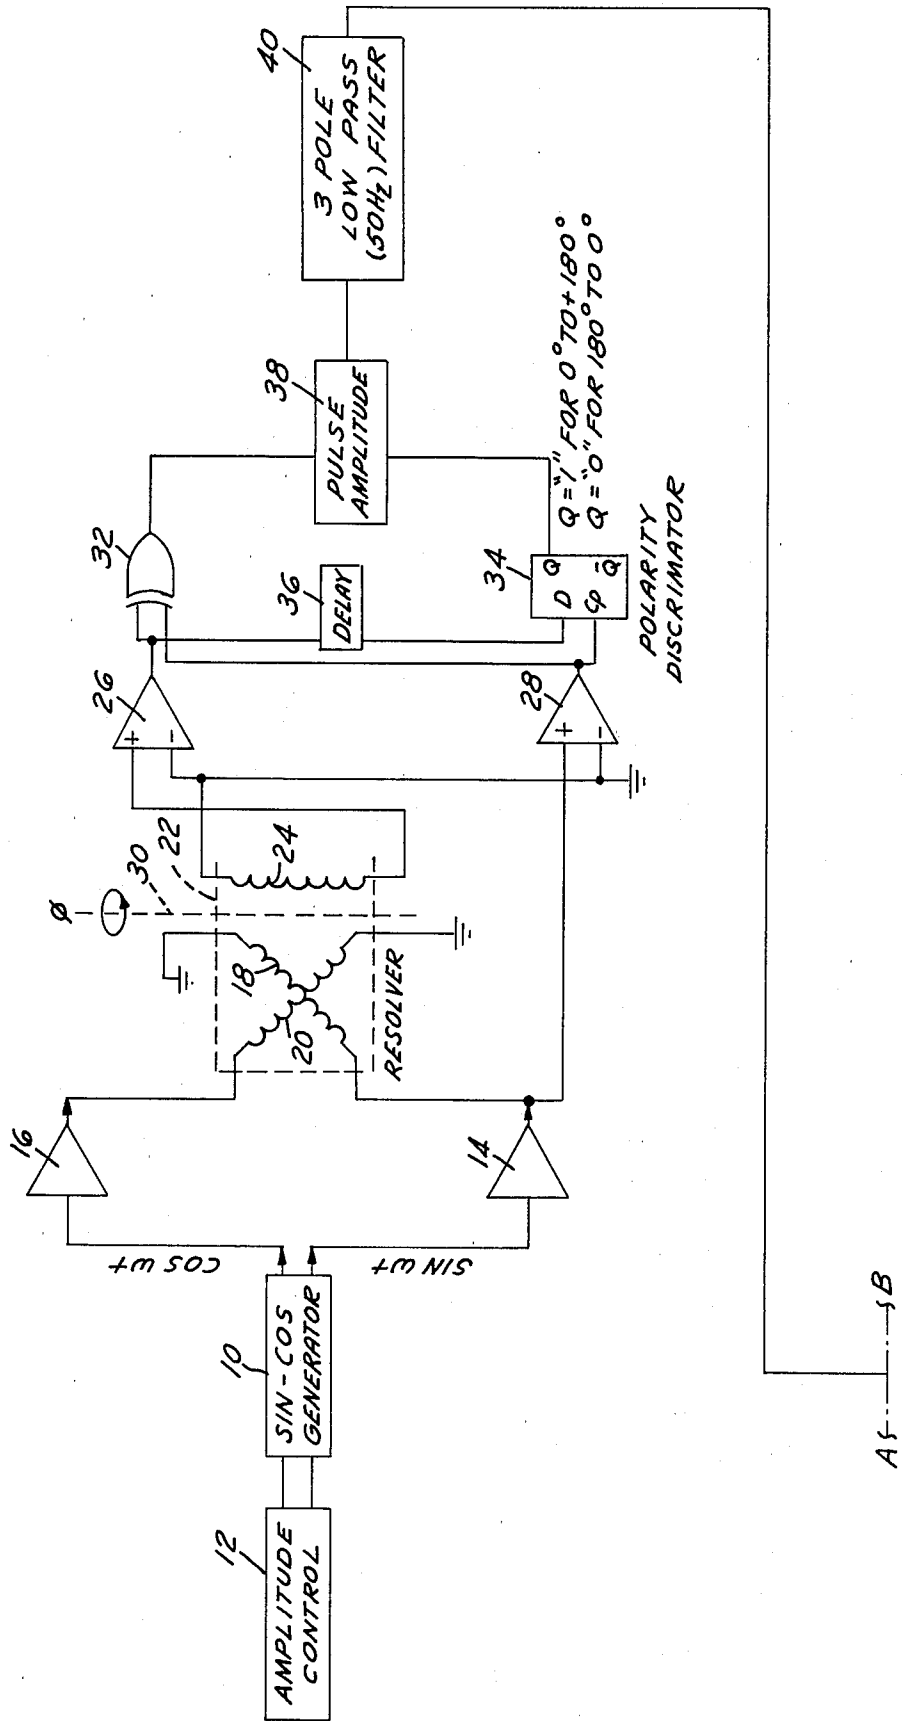 12
AMPLITUDE
CONTROL
10
SIN-COS
GENERATOR
COS ωt
SIN ωt
16
14
18
20
RESOLVER
Ø
30
22
24
26
+
−
28
+
−
32
36
DELAY
34
D Q
CP Q̄
POLARITY
DISCRIMATOR
Q="1" FOR 0° TO+180°
Q="0" FOR 180° TO 0°
38
PULSE
AMPLITUDE
40
3 POLE
LOW PASS
(50HZ) FILTER
A
B